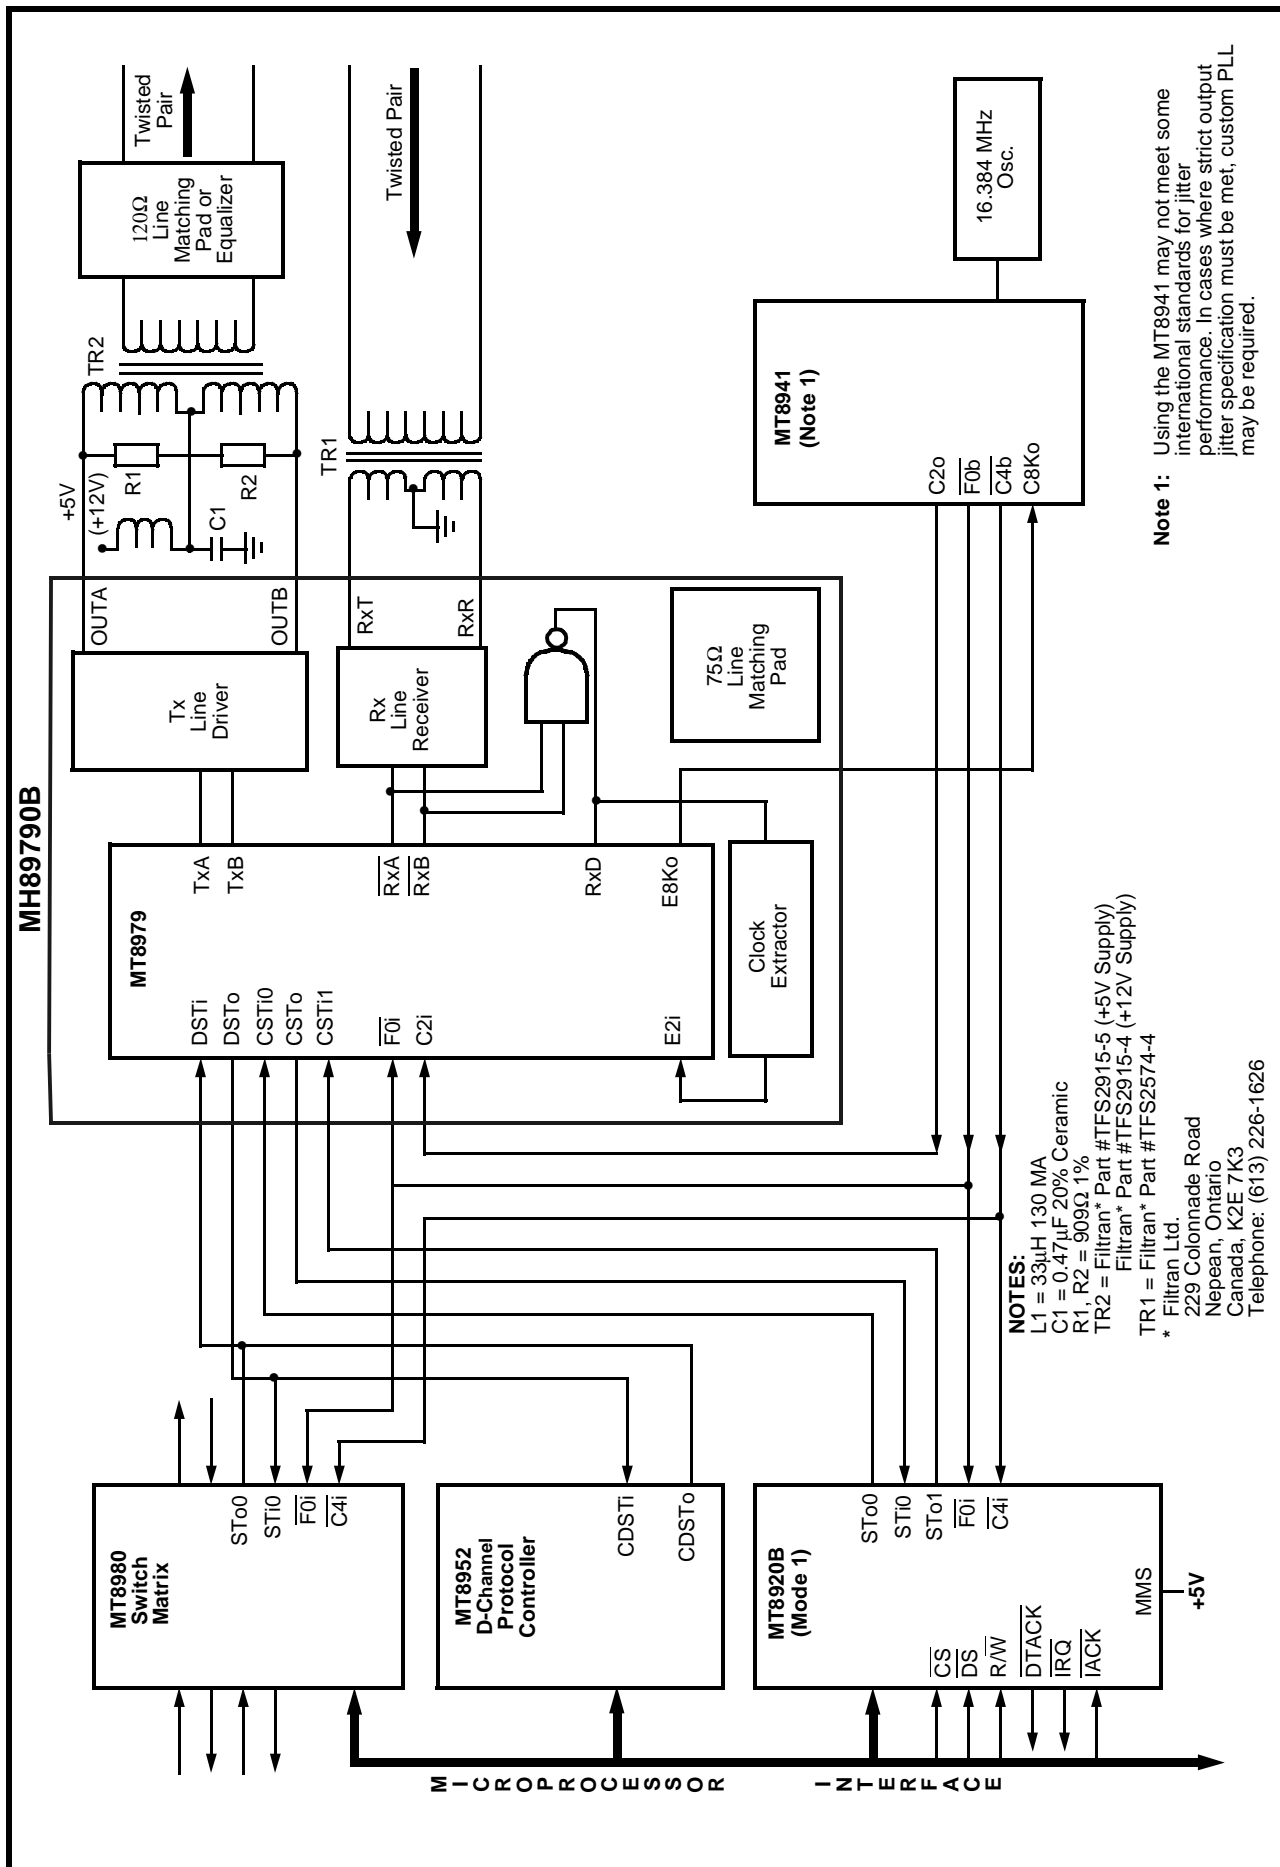 MH89790B
MT8980
Switch
Matrix
STo0
STi0
F0i
C4i
MT8952
D-Channel
Protocol
Controller
CDSTi
CDSTo
MT8920B
(Mode 1)
STo0
STi0
STo1
F0i
C4i
CS
DS
R/W
DTACK
IRQ
IACK
MMS
+5V
MICROPROCESSOR
INTERFACE
MT8979
DSTi
DSTo
CSTi0
CSTo
CSTi1
F0i
C2i
E2i
TxA
TxB
RxA
RxB
RxD
E8Ko
Clock
Extractor
Tx
Line
Driver
OUTA
OUTB
Rx
Line
Receiver
RxT
RxR
75Ω
Line
Matching
Pad
+5V
(+12V)
R1
R2
C1
TR2
TR1
120Ω
Line
Matching
Pad or
Equalizer
Twisted
Pair
Twisted Pair
MT8941
(Note 1)
C2o
F0b
C4b
C8Ko
16.384 MHz
Osc.
NOTES:
L1 = 33µH 130 MA
C1 = 0.47µF 20% Ceramic
R1, R2 = 909Ω 1%
TR2 = Filtran* Part #TFS2915-5 (+5V Supply)
Filtran* Part #TFS2915-4 (+12V Supply)
TR1 = Filtran* Part #TFS2574-4
* Filtran Ltd.
229 Colonnade Road
Nepean, Ontario
Canada, K2E 7K3
Telephone: (613) 226-1626
Note 1: Using the MT8941 may not meet some
international standards for jitter
performance. In cases where strict output
jitter specification must be met, custom PLL
may be required.